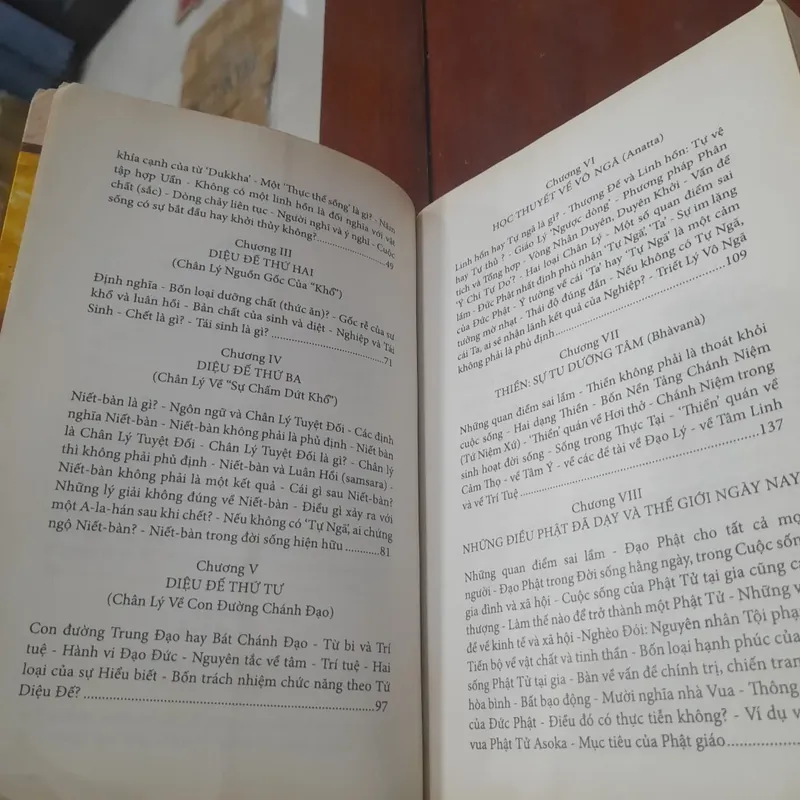 khía cạnh của từ 'Dukkha' - Một 'Thực thể sống' là gì? - Năm
tập hợp Uẩn - Không có một linh hồn là đối nghĩa với vật
chất (sắc) - Dòng chảy liên tục - Người nghĩ và ý nghĩ - Cuộc
sống có sự bắt đầu hay khởi thủy không?
49
Chương III
DIỆU ĐẾ THỨ HAI
(Chân Lý Nguồn Gốc Của "Khổ")
Định nghĩa - Bốn loại dưỡng chất (thức ăn)? - Gốc rễ của sự
khổ và luân hồi - Bản chất của sinh và diệt - Nghiệp và Tái
Sinh - Chết là gì? - Tái sinh là gì?
71
Chương IV
DIỆU ĐẾ THỨ BA
(Chân Lý Về "Sự Chấm Dứt Khổ")
Niết-bàn là gì? - Ngôn ngữ và Chân Lý Tuyệt Đối - Các định
nghĩa Niết-bàn - Niết-bàn không phải là phủ định - Niết bàn
là Chân Lý Tuyệt Đối - Chân Lý Tuyệt Đối là gì? - Chân lý
thì không phải phủ định - Niết-bàn và Luân Hồi (samsara) -
Niết-bàn không phải là một kết quả - Cái gì sau Niết-bàn?
Những lý giải không đúng về Niết-bàn - Điều gì xảy ra với
một A-la-hán sau khi chết? - Nếu không có 'Tự Ngã', ai chứng
ngộ Niết-bàn? - Niết-bàn trong đời sống hiện hữu ...........81
Chương V
DIỆU ĐẾ THỨ TƯ
(Chân Lý Về Con Đường Chánh Đạo)
Con đường Trung Đạo hay Bát Chánh Đạo - Từ bi và Trí
tuệ - Hành vi Đạo Đức - Nguyên tắc về tâm - Trí tuệ - Hai
loại của sự Hiểu biết - Bốn trách nhiệm chức năng theo Tứ
Diệu Đế? ......97
Chương VI
HỌC THUYẾT VỀ VÔ NGÃ (Anatta)
Linh hồn hay Tự ngã là gì? - Thượng Đế và Linh hồn: Tự vệ
hay Tự thủ ? - Giáo Lý 'Ngược dòng' - Phương pháp Phân
tích và Tổng hợp - Vòng Nhân Duyên, Duyên Khởi - Vấn đề
'Ý Chí Tự Do'? - Hai loại Chân Lý - Một số quan điểm sai
lầm - Đức Phật nhất định phủ nhận 'Tự Ngã', 'Ta' - Sự im lặng
của Đức Phật - Ý tưởng về cái 'Ta' hay 'Tự Ngã' là một cảm
tưởng mờ nhạt - Thái độ đúng đắn - Nếu không có Tự Ngã,
cái Ta, ai sẽ nhận lãnh kết quả của Nghiệp? - Triết Lý Vô Ngã
không phải là phủ định
109
Chương VII
THIỀN: SỰ TU DƯỠNG TÂM (Bhàvanà)
Những quan điểm sai lầm - Thiền không phải là thoát khỏi
cuộc sống - Hai dạng Thiền - Bốn Nền Tảng Chánh Niệm
(Tứ Niệm Xứ) - 'Thiền' quán về Hơi thở - Chánh Niệm trong
sinh hoạt đời sống - Sống trong Thực Tại - 'Thiền' quán về
Cảm Thọ - về Tâm Ý - về các đề tài về Đạo Lý - về Tâm Linh
và về Trí Tuệ
137
Chương VIII
NHỮNG ĐIỀU PHẬT ĐÃ DẠY VÀ THẾ GIỚI NGÀY NAY
Những quan điểm sai lầm - Đạo Phật cho tất cả mọ
người - Đạo Phật trong Đời sống hằng ngày, trong Cuộc sống
gia đình và xã hội - Cuộc sống của Phật Tử tại gia cũng ca
thượng - Làm thế nào để trở thành một Phật Tử - Những v
đề về kinh tế và xã hội -Nghèo Đói: Nguyên nhân Tội phạ
Tiến bộ về vật chất và tinh thần - Bốn loại hạnh phúc của
sống Phật Tử tại gia - Bàn về vấn đề chính trị, chiến tran
hòa bình - Bất bạo động - Mười nghĩa nhà Vua - Thông
của Đức Phật - Điều đó có thực tiễn không? - Ví dụ v
vua Phật Tử Asoka - Mục tiêu của Phật giáo